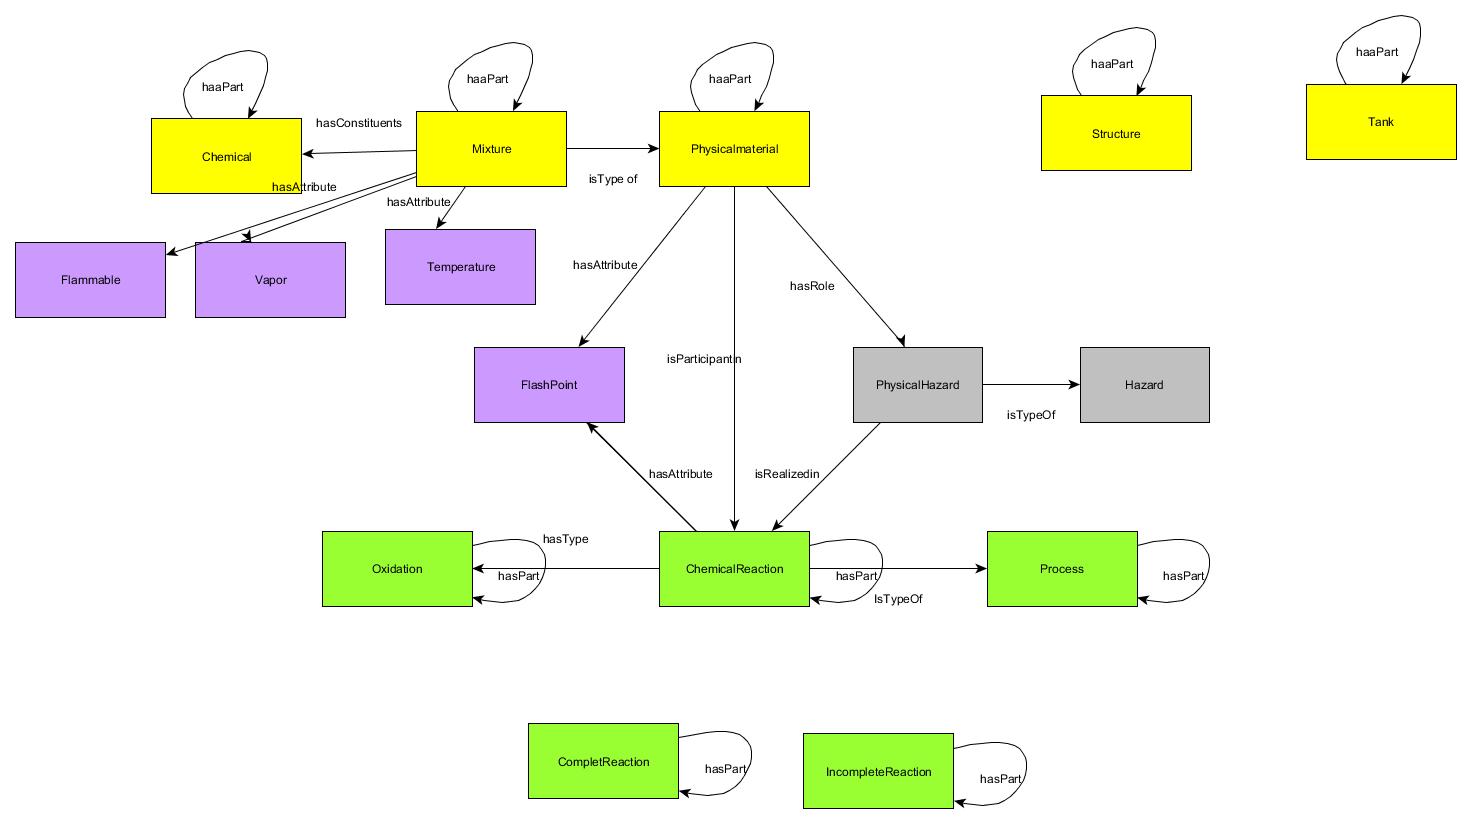 haaPart
haaPart
haaPart
haaPart
haaPart
Chemical
hasConstituents
Mixture
isType of
Physicalmaterial
Structure
Tank
hasAttribute
hasAttribute
Flammable
Vapor
Temperature
hasAttribute
hasRole
isParticipantIn
FlashPoint
PhysicalHazard
Hazard
isTypeOf
hasAttribute
isRealizedin
hasType
Oxidation
hasPart
ChemicalReaction
hasPart
IsTypeOf
Process
hasPart
CompletReaction
hasPart
IncompleteReaction
hasPart